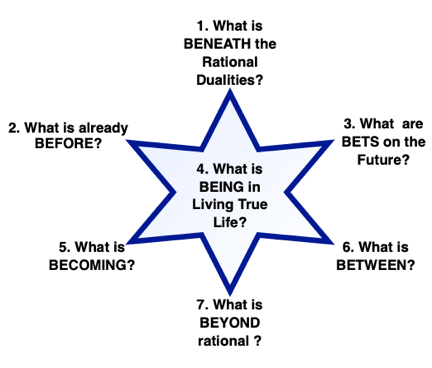 1. What is
BENEATH the
Rational
Dualities?
2. What is already
BEFORE?
3. What are
BETS on the
Future?
4. What is
BEING in
Living True
Life?
5. What is
BECOMING?
6. What is
BETWEEN?
7. What is
BEYOND
rational ?